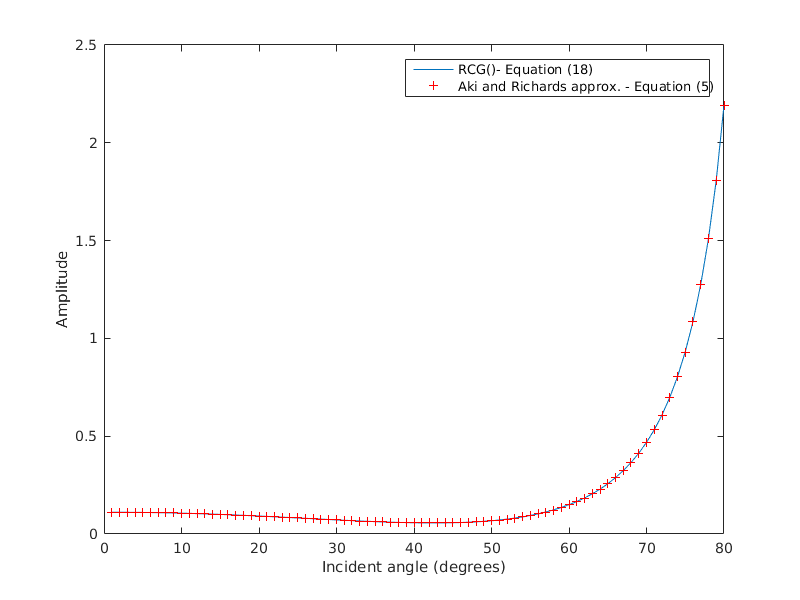 2.5
2
1.5
1
0.5
0
Amplitude
RCG()- Equation (18)
Aki and Richards approx. - Equation (5)
0 10 20 30 40 50 60 70 80
Incident angle (degrees)